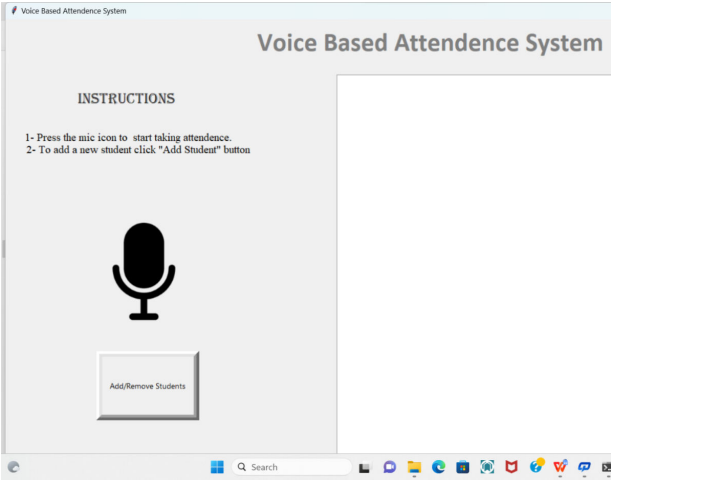 Voice Based Attendence System
Voice Based Attendence System
INSTRUCTIONS
1- Press the mic icon to  start taking attendence.
2- To add a new student click "Add Student" button
Add/Remove Students
Search